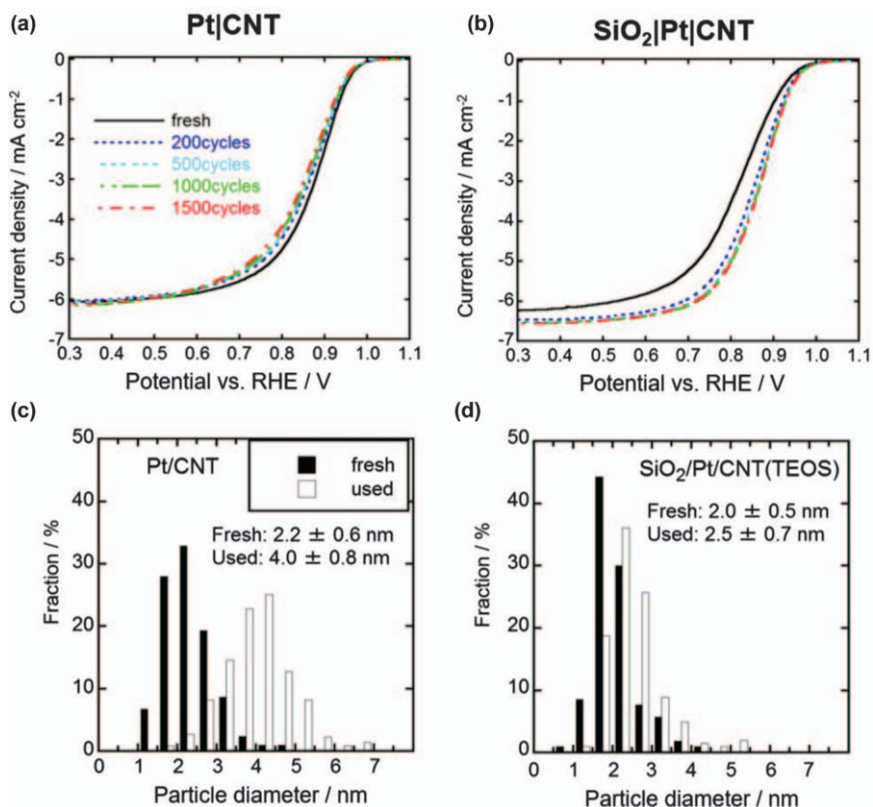 (a)
Pt|CNT
0
-1
-2
-3
-4
-5
-6
-7
Current density / mA cm⁻²
fresh
200cycles
500cycles
1000cycles
1500cycles
0.3 0.4 0.5 0.6 0.7 0.8 0.9 1.0 1.1
Potential vs. RHE / V
(b)
SiO₂|Pt|CNT
0
-1
-2
-3
-4
-5
-6
-7
Current density / mA cm⁻²
0.3 0.4 0.5 0.6 0.7 0.8 0.9 1.0 1.1
Potential vs. RHE / V
(c)
50
40
30
20
10
0
Fraction / %
Pt/CNT
fresh
used
Fresh: 2.2 ± 0.6 nm
Used: 4.0 ± 0.8 nm
0 1 2 3 4 5 6 7
Particle diameter / nm
(d)
50
40
30
20
10
0
Fraction / %
SiO₂/Pt/CNT(TEOS)
Fresh: 2.0 ± 0.5 nm
Used: 2.5 ± 0.7 nm
0 1 2 3 4 5 6 7
Particle diameter / nm